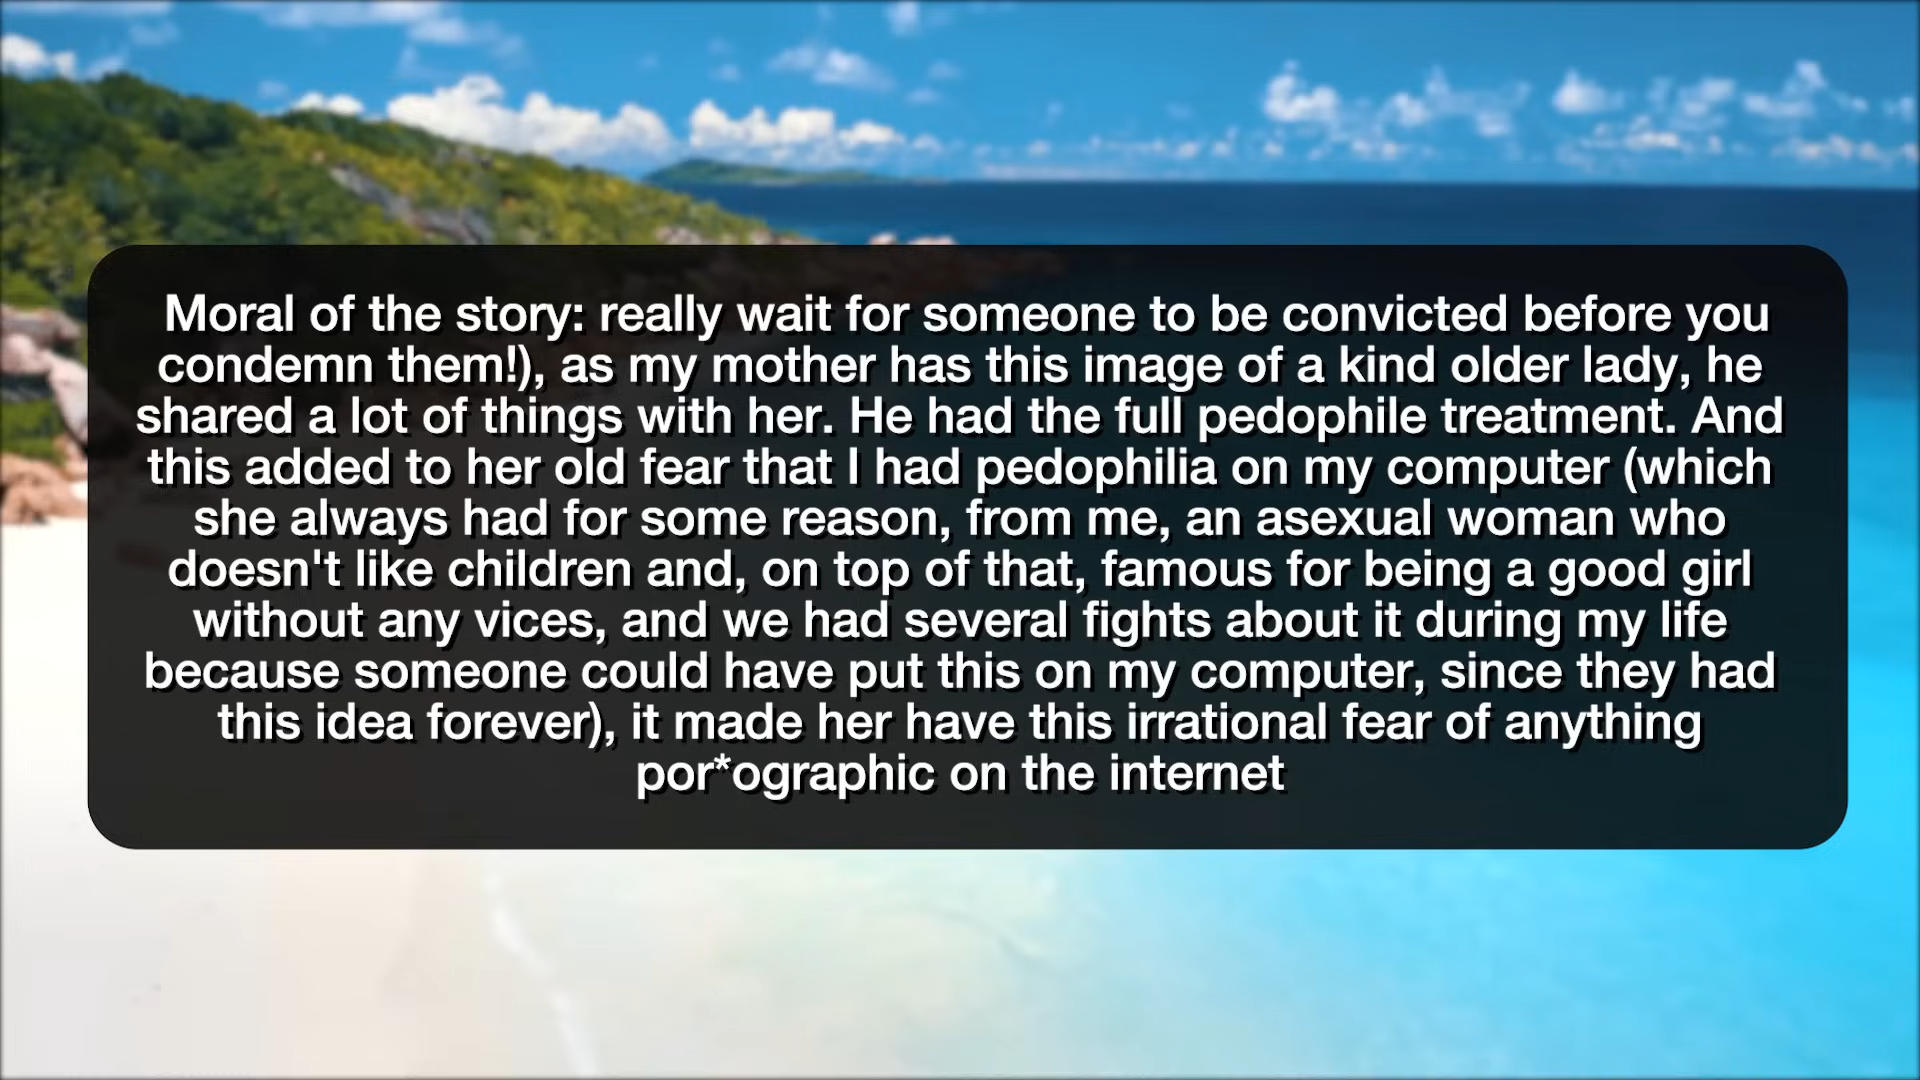 Moral of the story: really wait for someone to be convicted before you
condemn them!), as my mother has this image of a kind older lady, he
shared a lot of things with her. He had the full pedophile treatment. And
this added to her old fear that I had pedophilia on my computer (which
she always had for some reason, from me, an asexual woman who
doesn't like children and, on top of that, famous for being a good girl
without any vices, and we had several fights about it during my life
because someone could have put this on my computer, since they had
this idea forever), it made her have this irrational fear of anything
por*ographic on the internet